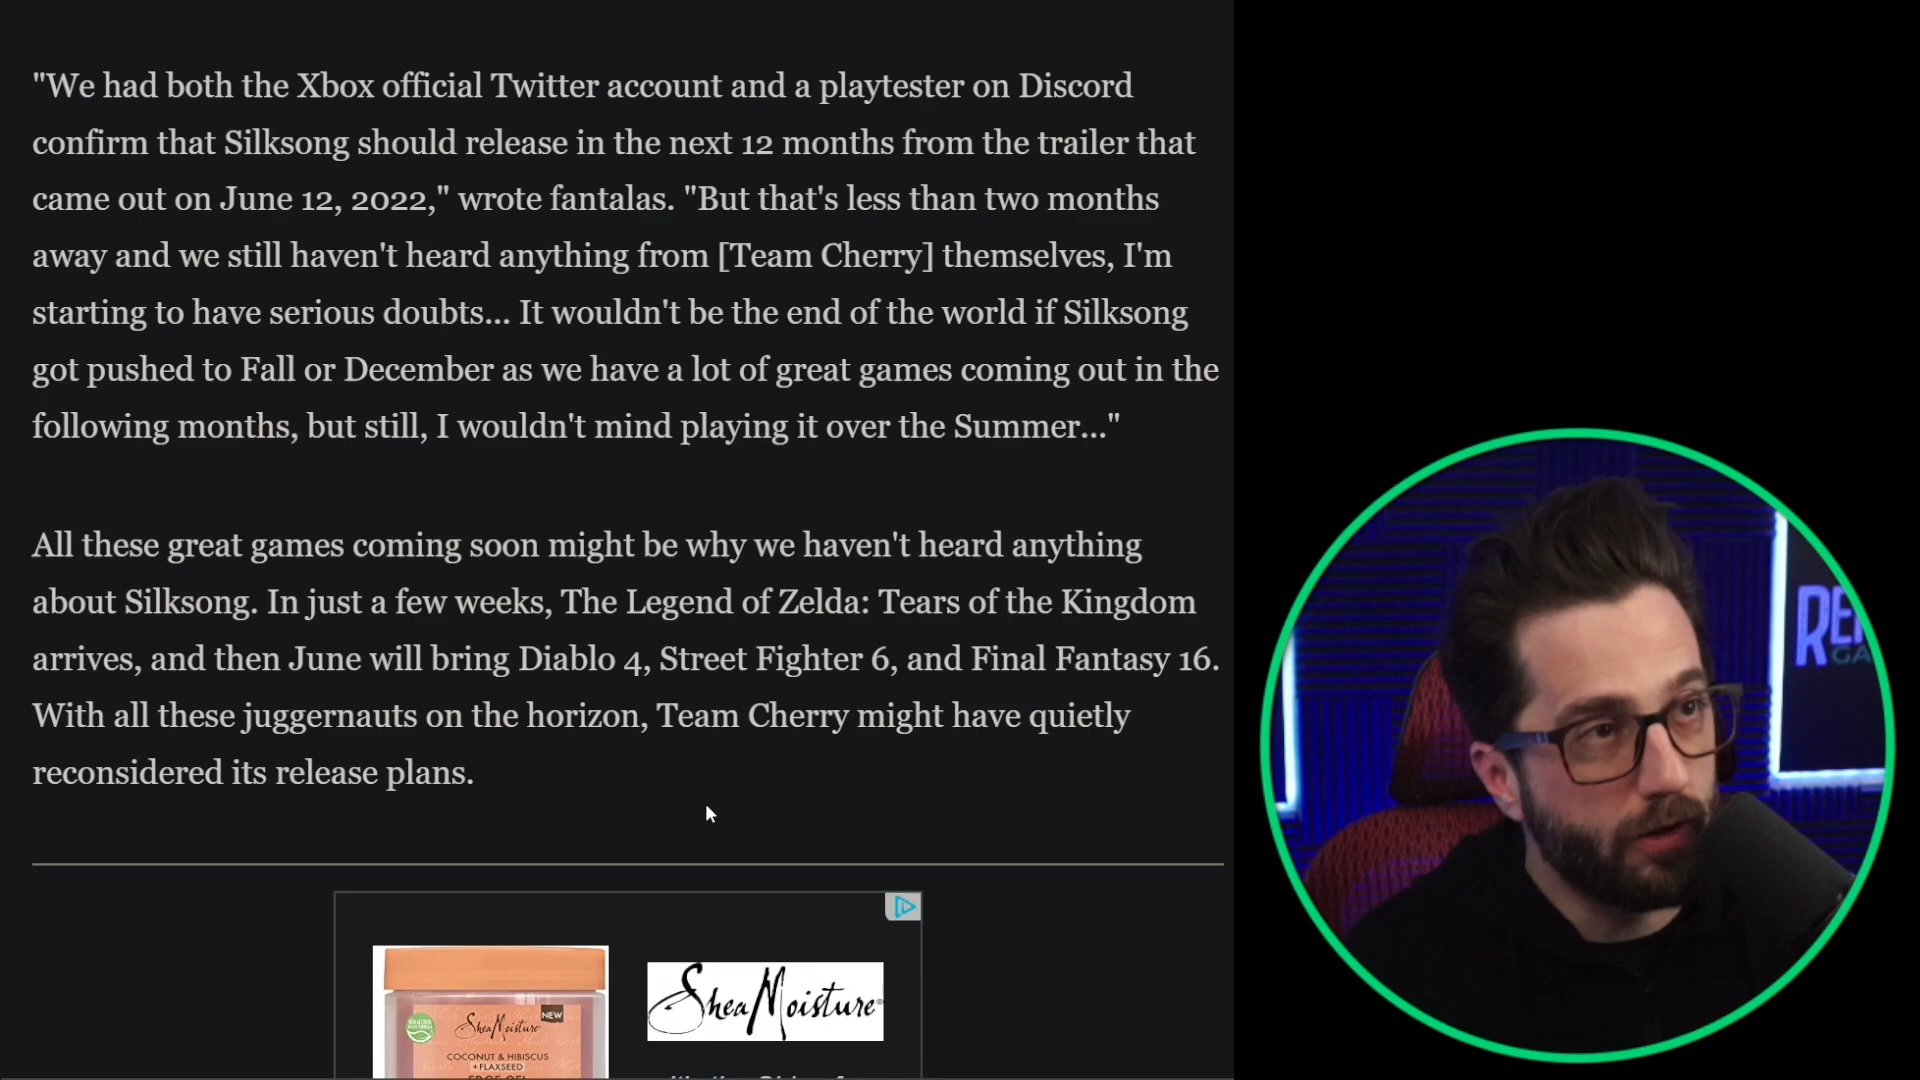 "We had both the Xbox official Twitter account and a playtester on Discord
confirm that Silksong should release in the next 12 months from the trailer that
came out on June 12, 2022," wrote fantalas. "But that's less than two months
away and we still haven't heard anything from [Team Cherry] themselves, I'm
starting to have serious doubts... It wouldn't be the end of the world if Silksong
got pushed to Fall or December as we have a lot of great games coming out in the
following months, but still, I wouldn't mind playing it over the Summer..."
All these great games coming soon might be why we haven't heard anything
about Silksong. In just a few weeks, The Legend of Zelda: Tears of the Kingdom
arrives, and then June will bring Diablo 4, Street Fighter 6, and Final Fantasy 16.
With all these juggernauts on the horizon, Team Cherry might have quietly
reconsidered its release plans.
SheaMoisture
NEW
SheaMoisture
COCONUT & HIBISCUS
+ FLAXSEED